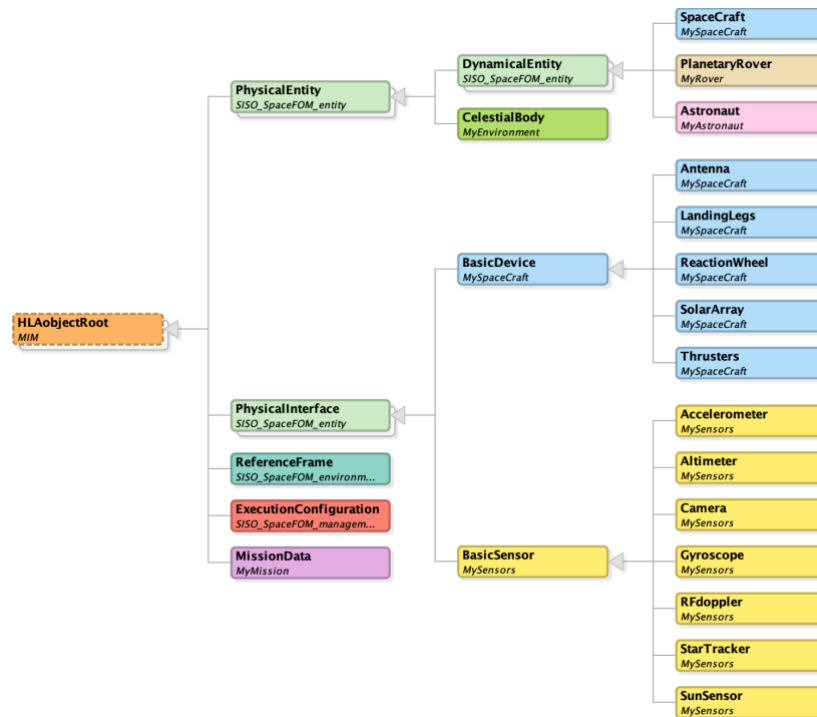 SpaceCraft
MySpaceCraft
DynamicalEntity
SISO_SpaceFOM_entity
PlanetaryRover
MyRover
PhysicalEntity
SISO_SpaceFOM_entity
CelestialBody
MyEnvironment
Astronaut
MyAstronaut
Antenna
MySpaceCraft
LandingLegs
MySpaceCraft
BasicDevice
MySpaceCraft
ReactionWheel
MySpaceCraft
SolarArray
MySpaceCraft
HLAobjectRoot
MIM
Thrusters
MySpaceCraft
PhysicalInterface
SISO_SpaceFOM_entity
Accelerometer
MySensors
ReferenceFrame
SISO_SpaceFOM_environm...
Altimeter
MySensors
ExecutionConfiguration
SISO_SpaceFOM_managem...
Camera
MySensors
MissionData
MyMission
BasicSensor
MySensors
Gyroscope
MySensors
RFdoppler
MySensors
StarTracker
MySensors
SunSensor
MySensors